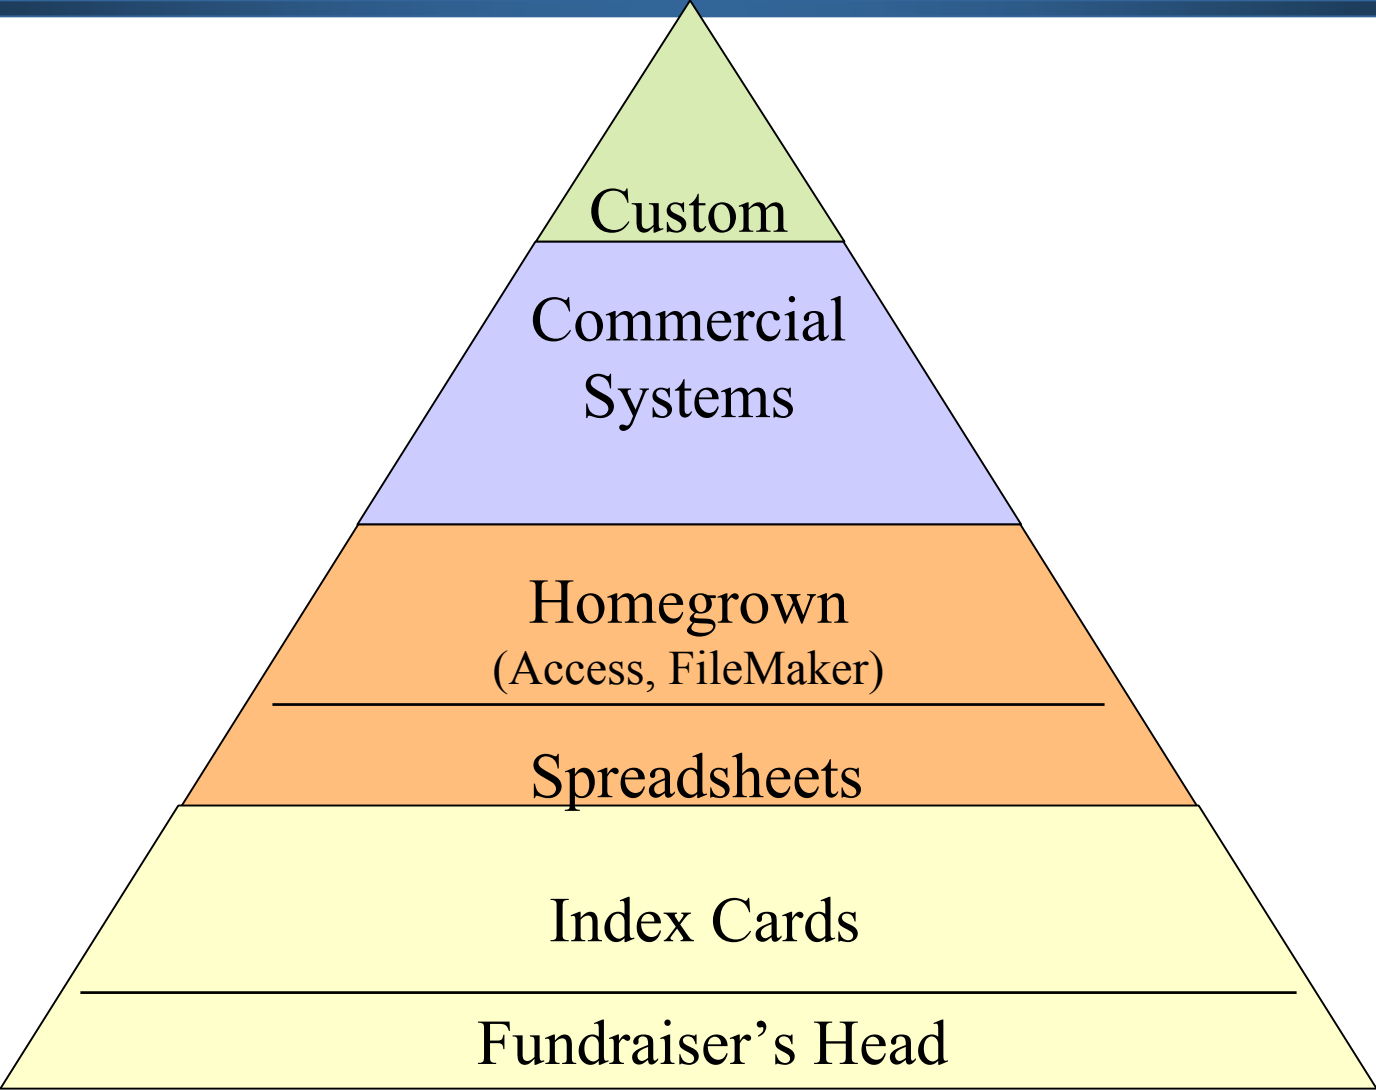 Custom
Commercial
Systems
Homegrown
(Access, FileMaker)
Spreadsheets
Index Cards
Fundraiser’s Head